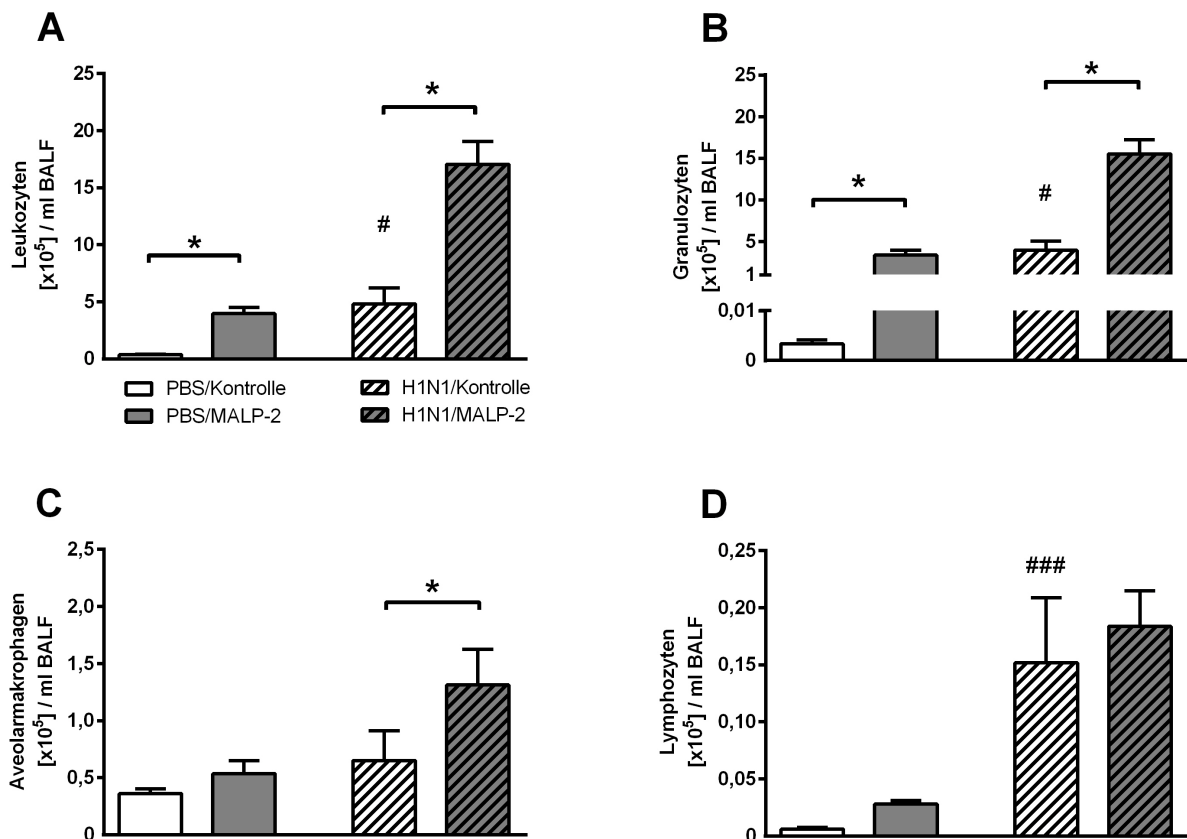 A
Leukozyten
[x10⁵] / ml BALF
25
20
15
10
5
0
*
#
*
PBS/Kontrolle
PBS/MALP-2
H1N1/Kontrolle
H1N1/MALP-2
B
Granulozyten
[x10⁵] / ml BALF
25
20
15
10
5
1
0,01
0
*
#
*
C
Aveolarmakrophagen
[x10⁵] / ml BALF
2,5
2,0
1,5
1,0
0,5
0
*
D
Lymphozyten
[x10⁵] / ml BALF
0,25
0,20
0,15
0,10
0,05
0
###